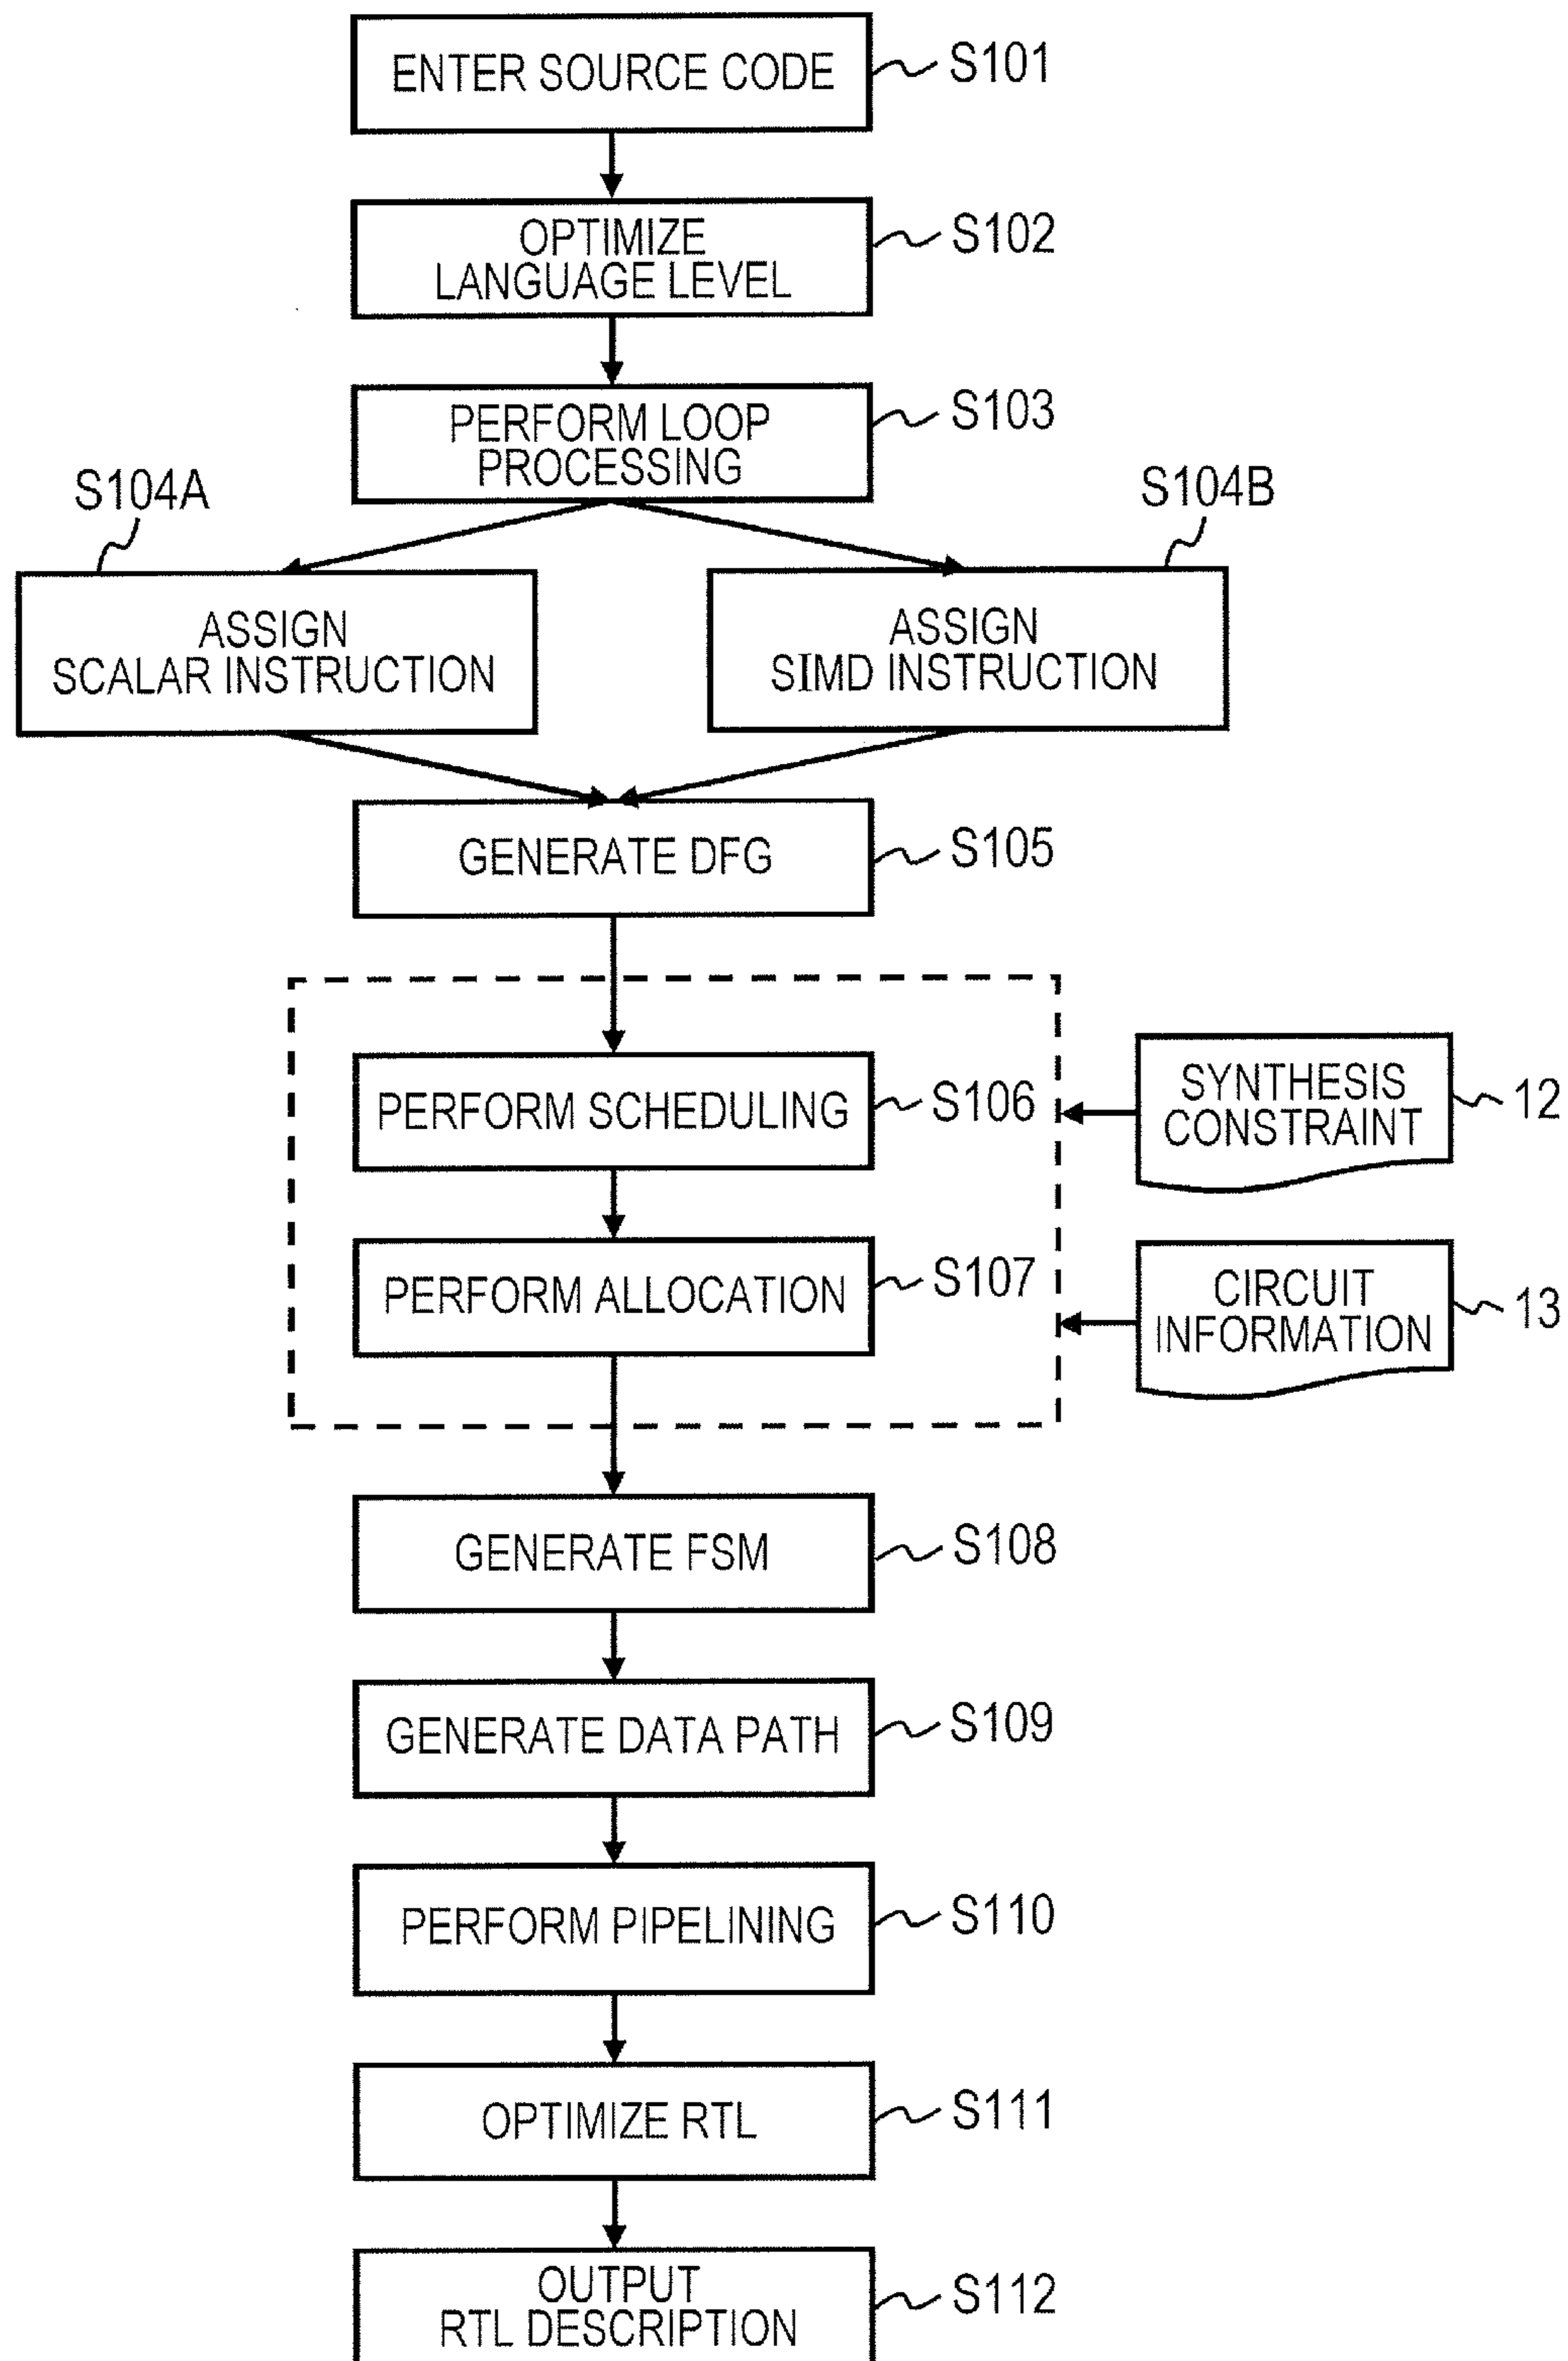 ENTER SOURCE CODE
S101
OPTIMIZE
LANGUAGE LEVEL
S102
PERFORM LOOP
PROCESSING
S103
S104A
S104B
ASSIGN
SCALAR INSTRUCTION
ASSIGN
SIMD INSTRUCTION
GENERATE DFG
S105
PERFORM SCHEDULING
S106
SYNTHESIS
CONSTRAINT
12
PERFORM ALLOCATION
S107
CIRCUIT
INFORMATION
13
GENERATE FSM
S108
GENERATE DATA PATH
S109
PERFORM PIPELINING
S110
OPTIMIZE RTL
S111
OUTPUT
RTL DESCRIPTION
S112